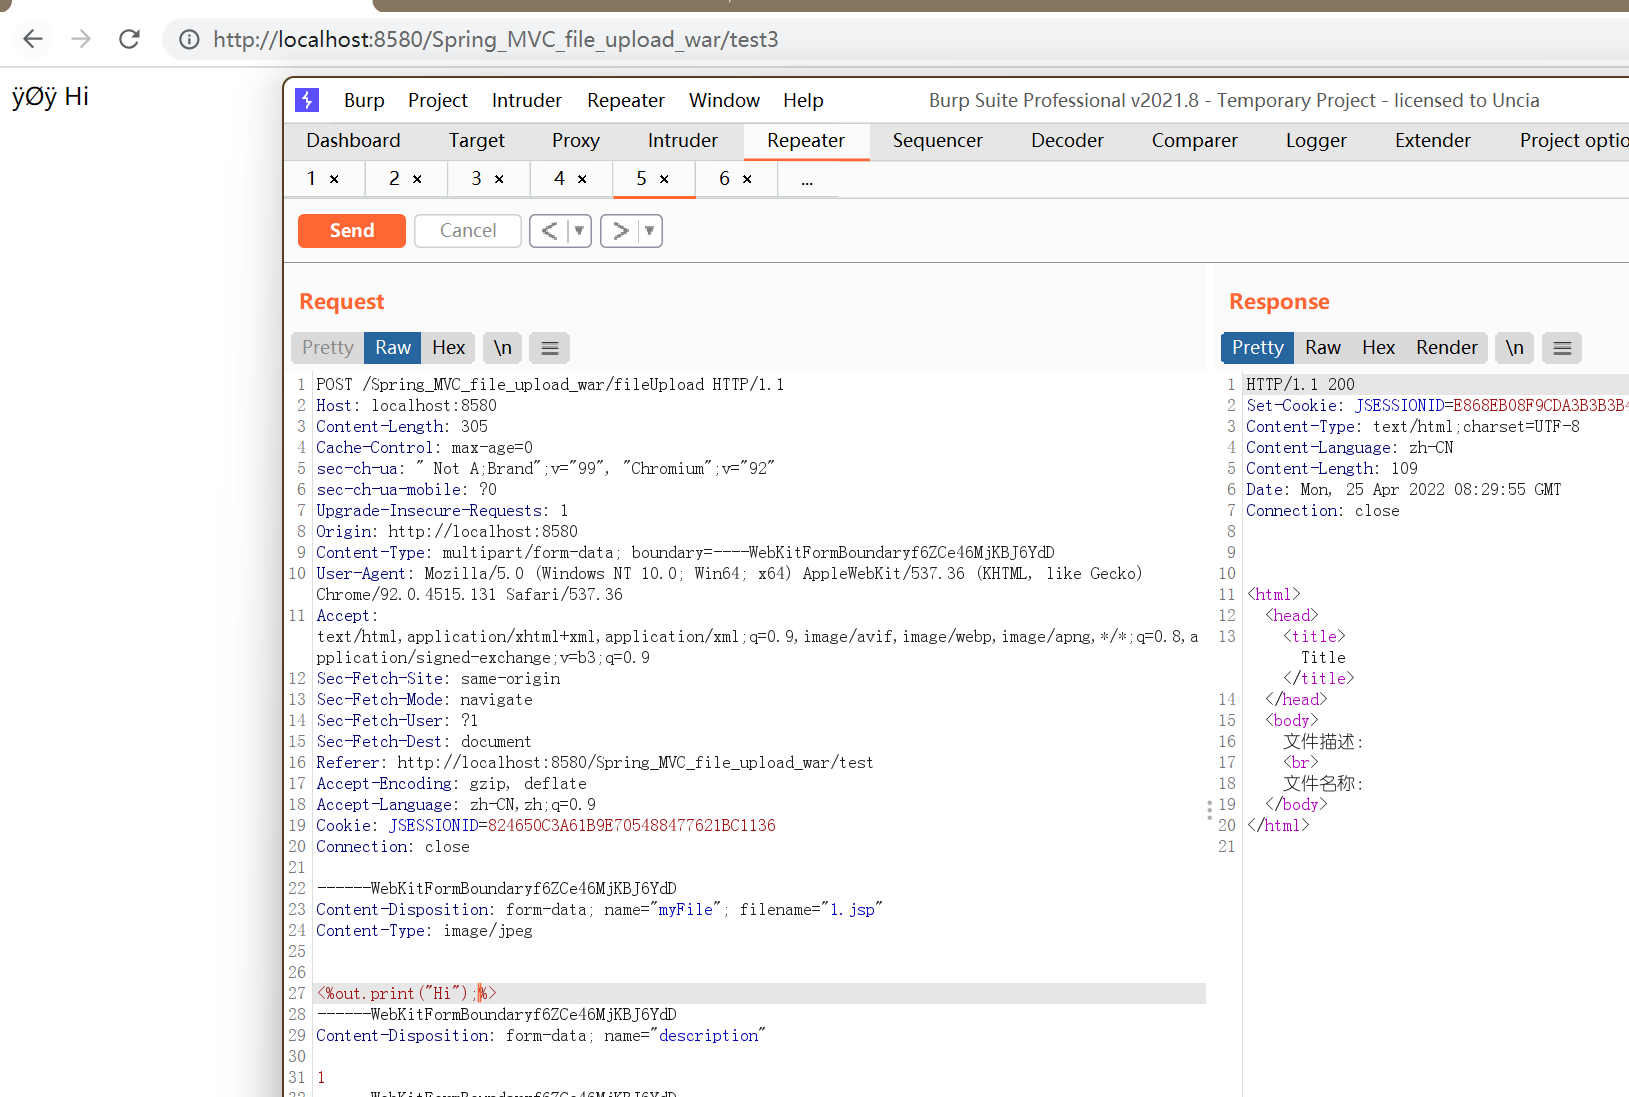 http://localhost:8580/Spring_MVC_file_upload_war/test3
ÿØÿ Hi
Burp Project Intruder Repeater Window Help Burp Suite Professional v2021.8 - Temporary Project - licensed to Uncia
Dashboard Target Proxy Intruder Repeater Sequencer Decoder Comparer Logger Extender Project optio
1 × 2 × 3 × 4 × 5 × 6 × ...
Send Cancel < ▼ > ▼
Request
Pretty Raw Hex \n
1 POST /Spring_MVC_file_upload_war/fileUpload HTTP/1.1
2 Host: localhost:8580
3 Content-Length: 305
4 Cache-Control: max-age=0
5 sec-ch-ua: " Not A;Brand";v="99", "Chromium";v="92"
6 sec-ch-ua-mobile: ?0
7 Upgrade-Insecure-Requests: 1
8 Origin: http://localhost:8580
9 Content-Type: multipart/form-data; boundary=----WebKitFormBoundaryf6ZCe46MjKBJ6YdD
10 User-Agent: Mozilla/5.0 (Windows NT 10.0; Win64; x64) AppleWebKit/537.36 (KHTML, like Gecko)
Chrome/92.0.4515.131 Safari/537.36
11 Accept:
text/html,application/xhtml+xml,application/xml;q=0.9,image/avif,image/webp,image/apng,*/*;q=0.8,a
pplication/signed-exchange;v=b3;q=0.9
12 Sec-Fetch-Site: same-origin
13 Sec-Fetch-Mode: navigate
14 Sec-Fetch-User: ?1
15 Sec-Fetch-Dest: document
16 Referer: http://localhost:8580/Spring_MVC_file_upload_war/test
17 Accept-Encoding: gzip, deflate
18 Accept-Language: zh-CN,zh;q=0.9
19 Cookie: JSESSIONID=824650C3A61B9E705488477621BC1136
20 Connection: close
21
22 ------WebKitFormBoundaryf6ZCe46MjKBJ6YdD
23 Content-Disposition: form-data; name="myFile"; filename="1.jsp"
24 Content-Type: image/jpeg
25
26
27 <%out.print("Hi");%>
28 ------WebKitFormBoundaryf6ZCe46MjKBJ6YdD
29 Content-Disposition: form-data; name="description"
30
31 1
Response
Pretty Raw Hex Render \n
1 HTTP/1.1 200
2 Set-Cookie: JSESSIONID=E868EB08F9CDA3B3B3B4
3 Content-Type: text/html;charset=UTF-8
4 Content-Language: zh-CN
5 Content-Length: 109
6 Date: Mon, 25 Apr 2022 08:29:55 GMT
7 Connection: close
8
9
10
11 <html>
12 <head>
13 <title>
Title
</title>
14 </head>
15 <body>
16 文件描述:
17 <br>
18 文件名称:
19 </body>
20 </html>
21